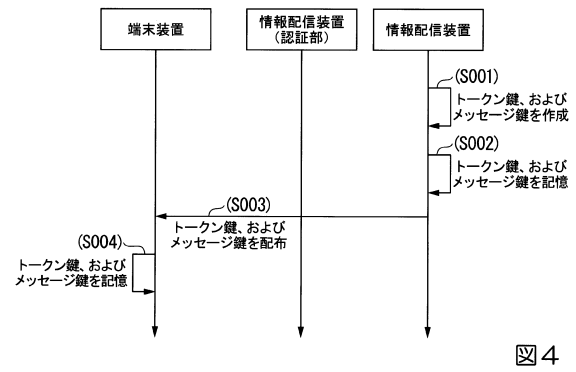 端末装置
情報配信装置
(認証部)
情報配信装置
(S001)
トークン鍵、および
メッセージ鍵を作成
(S002)
トークン鍵、および
メッセージ鍵を記憶
(S003)
トークン鍵、および
メッセージ鍵を配布
(S004)
トークン鍵、および
メッセージ鍵を記憶
図4